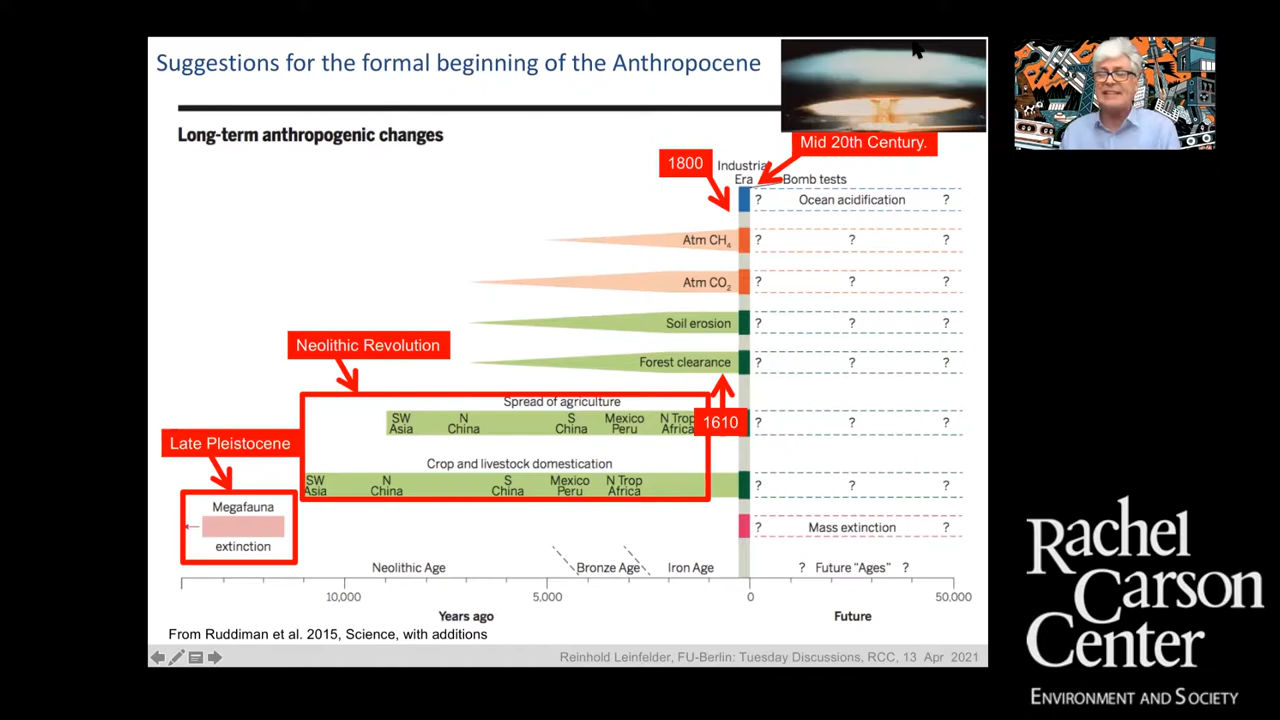 Suggestions for the formal beginning of the Anthropocene
Long-term anthropogenic changes
Mid 20th Century.
1800
Industrial
Era
Bomb tests
? Ocean acidification ?
Atm CH₄ ? ? ?
Atm CO₂ ? ? ?
Soil erosion ? ? ?
Neolithic Revolution
Forest clearance ? ? ?
Spread of agriculture
SW N S Mexico N Trop
Asia China China Peru Africa
1610
? ? ?
Late Pleistocene
Crop and livestock domestication
SW N S Mexico N Trop
Asia China China Peru Africa
? ? ?
Megafauna
extinction
? Mass extinction ?
Neolithic Age Bronze Age Iron Age ? Future "Ages" ?
10,000 5,000 0 50,000
Years ago Future
From Ruddiman et al. 2015, Science, with additions
Reinhold Leinfelder, FU-Berlin: Tuesday Discussions, RCC, 13 Apr 2021
Rachel
Carson
Center
ENVIRONMENT AND SOCIETY